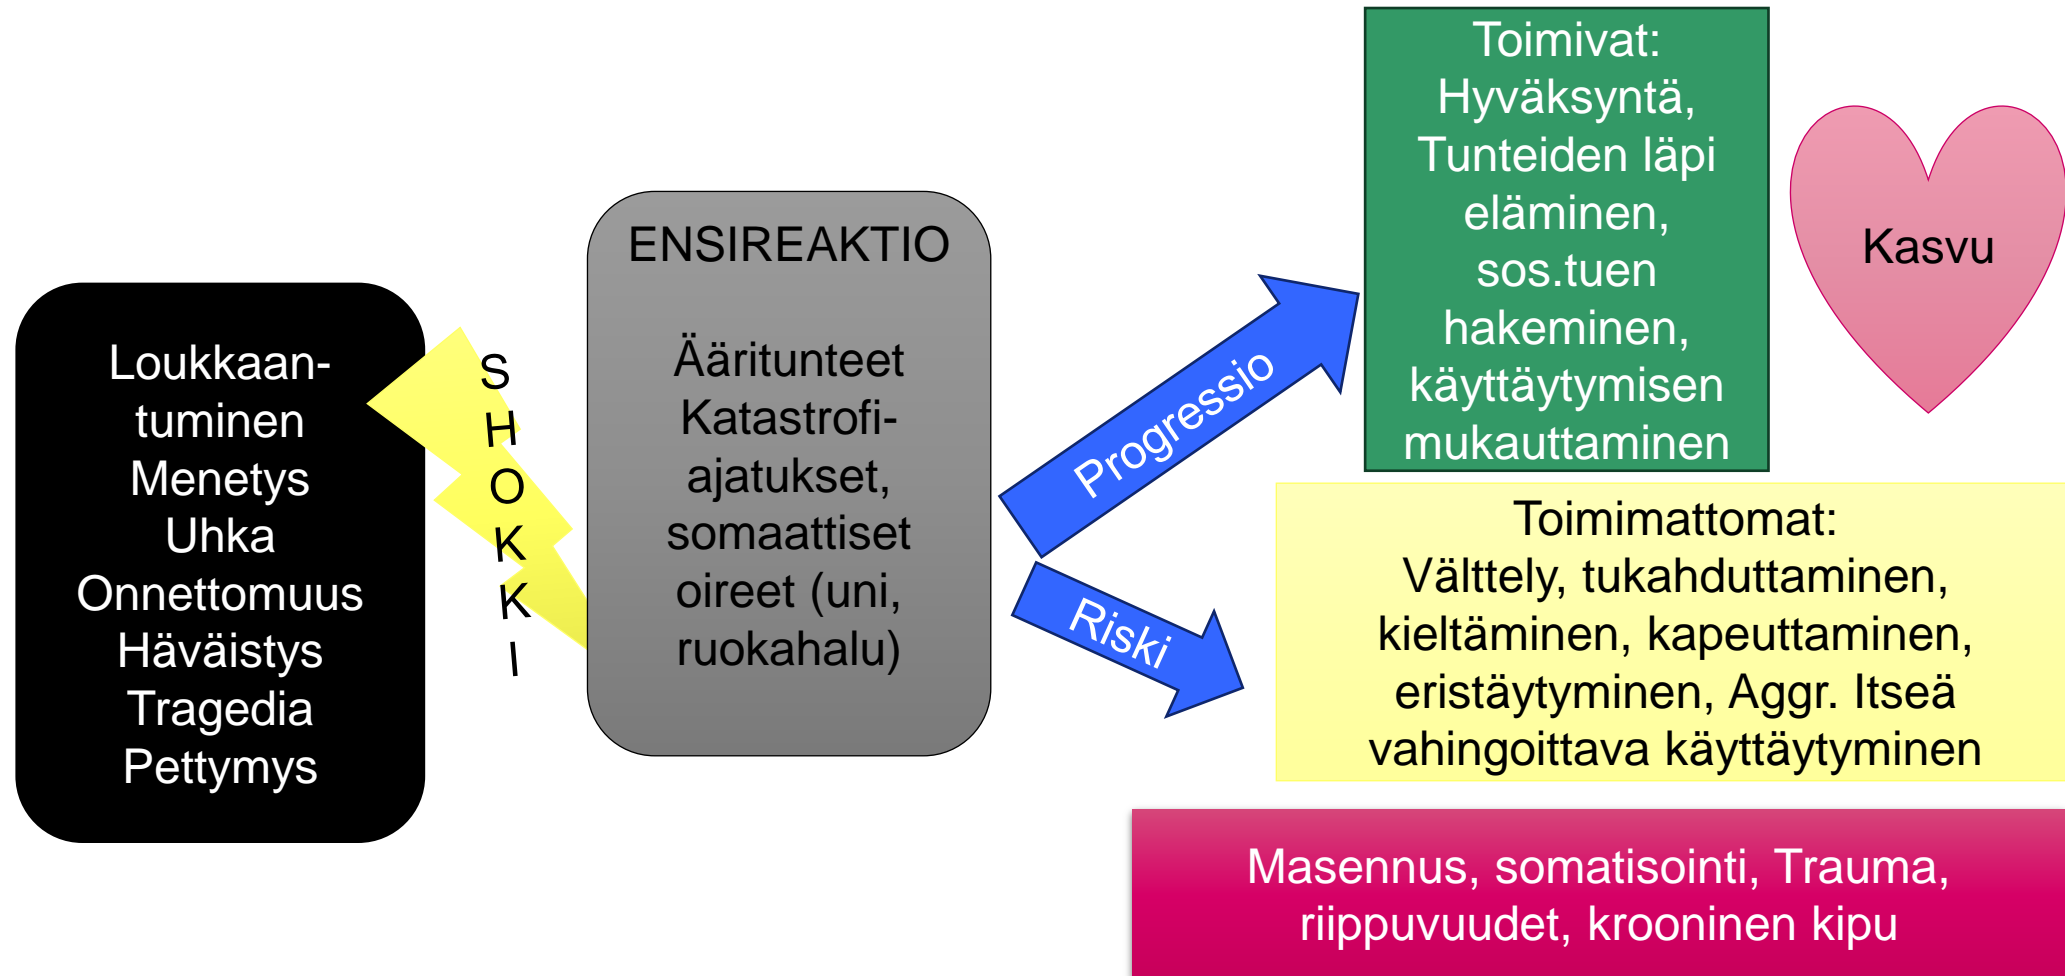 Loukkaan-
tuminen
Menetys
Uhka
Onnettomuus
Häväistys
Tragedia
Pettymys
S
H
O
K
K
I
ENSIREAKTIO
Ääritunteet
Katastrofi-
ajatukset,
somaattiset
oireet (uni,
ruokahalu)
Progressio
Riski
Toimivat:
Hyväksyntä,
Tunteiden läpi
eläminen,
sos.tuen
hakeminen,
käyttäytymisen
mukauttaminen
Kasvu
Toimimattomat:
Välttely, tukahduttaminen,
kieltäminen, kapeuttaminen,
eristäytyminen, Aggr. Itseä
vahingoittava käyttäytyminen
Masennus, somatisointi, Trauma,
riippuvuudet, krooninen kipu